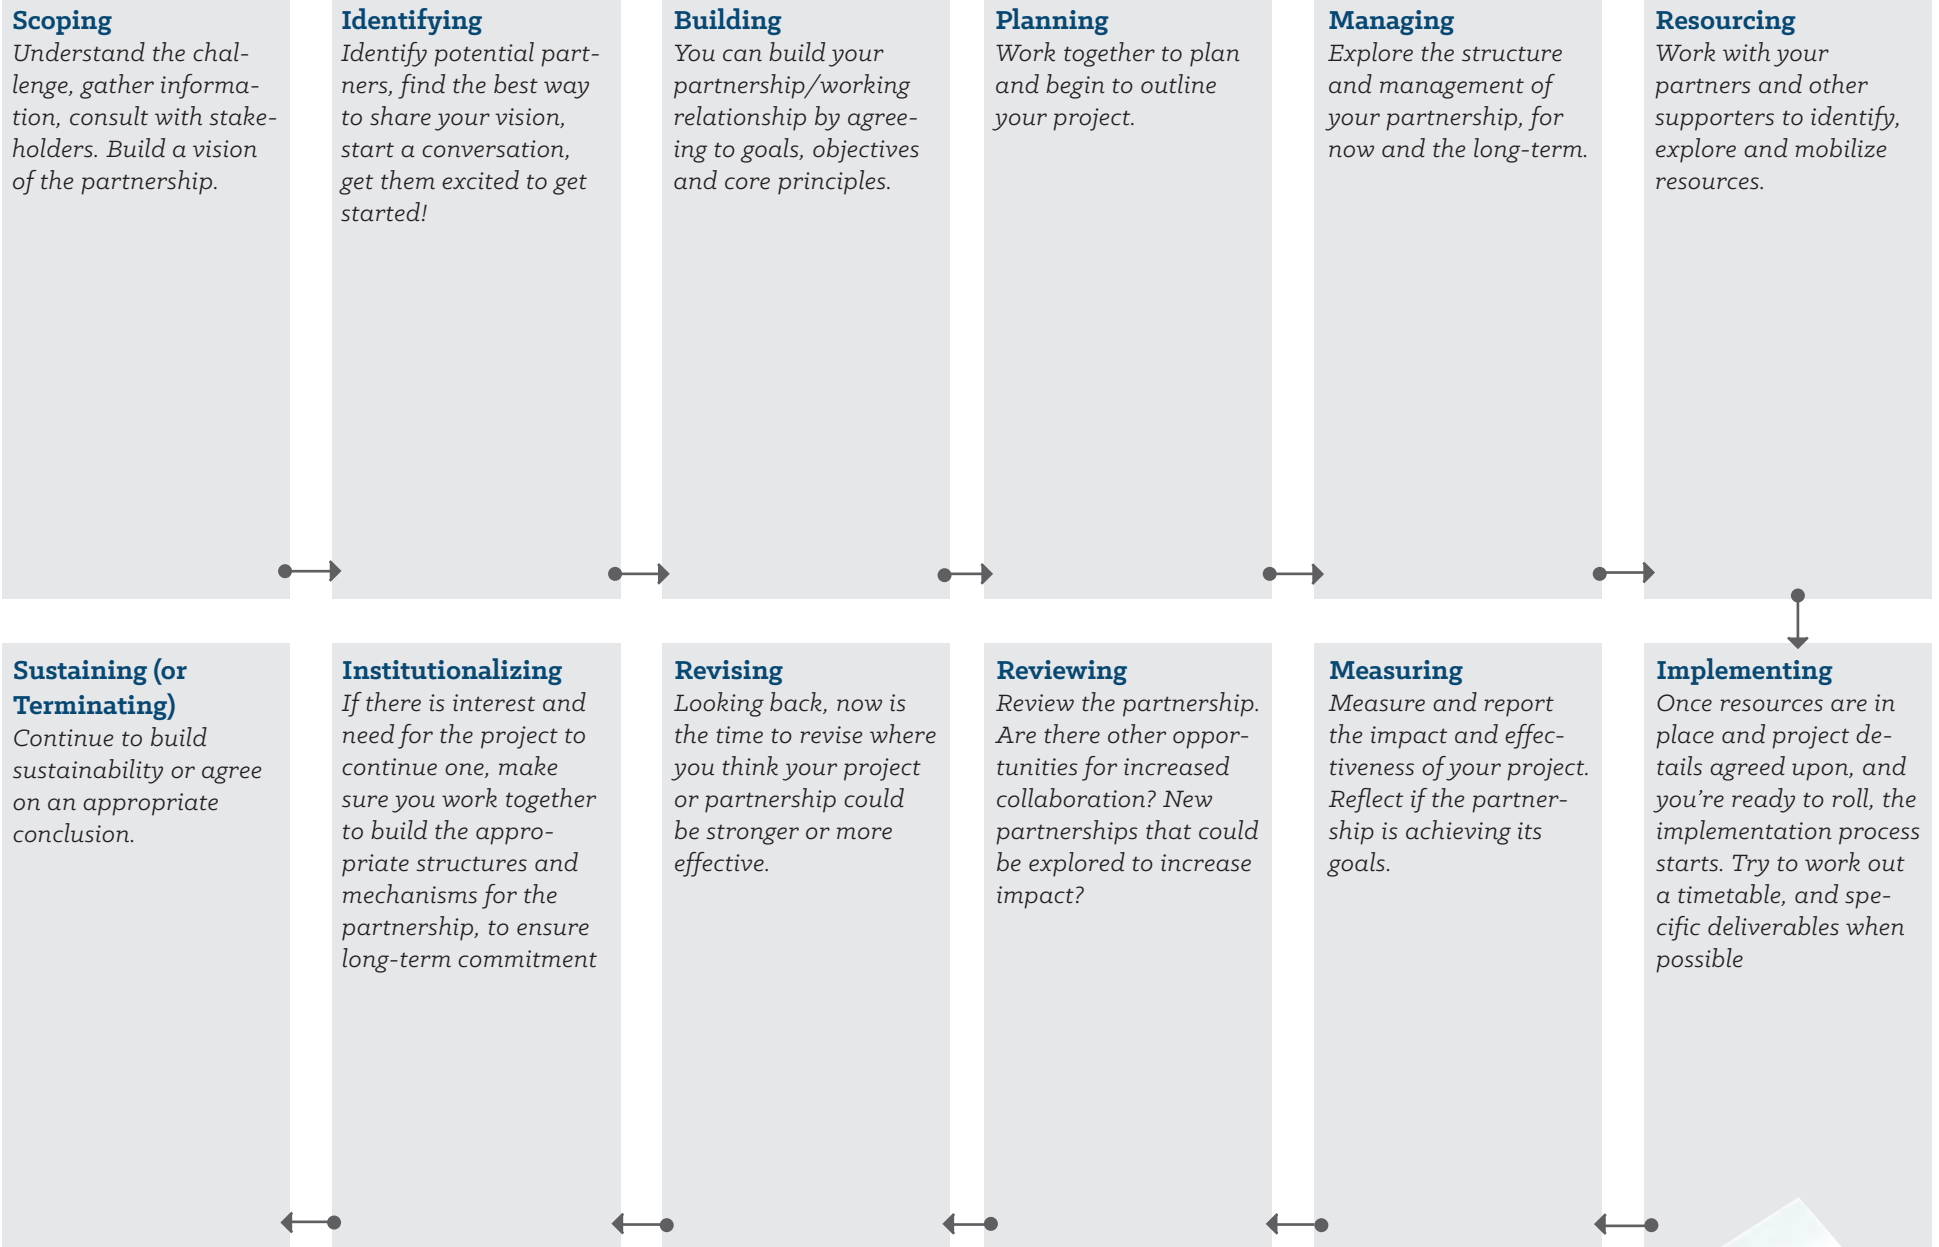 Scoping
Understand the chal-
lenge, gather informa-
tion, consult with stake-
holders. Build a vision
of the partnership.
Identifying
Identify potential part-
ners, find the best way
to share your vision,
start a conversation,
get them excited to get
started!
Building
You can build your
partnership/working
relationship by agree-
ing to goals, objectives
and core principles.
Planning
Work together to plan
and begin to outline
your project.
Managing
Explore the structure
and management of
your partnership, for
now and the long-term.
Resourcing
Work with your
partners and other
supporters to identify,
explore and mobilize
resources.
Implementing
Once resources are in
place and project de-
tails agreed upon, and
you're ready to roll, the
implementation process
starts. Try to work out
a timetable, and spe-
cific deliverables when
possible
Measuring
Measure and report
the impact and effec-
tiveness of your project.
Reflect if the partner-
ship is achieving its
goals.
Reviewing
Review the partnership.
Are there other oppor-
tunities for increased
collaboration? New
partnerships that could
be explored to increase
impact?
Revising
Looking back, now is
the time to revise where
you think your project
or partnership could
be stronger or more
effective.
Institutionalizing
If there is interest and
need for the project to
continue one, make
sure you work together
to build the appro-
priate structures and
mechanisms for the
partnership, to ensure
long-term commitment
Sustaining (or
Terminating)
Continue to build
sustainability or agree
on an appropriate
conclusion.